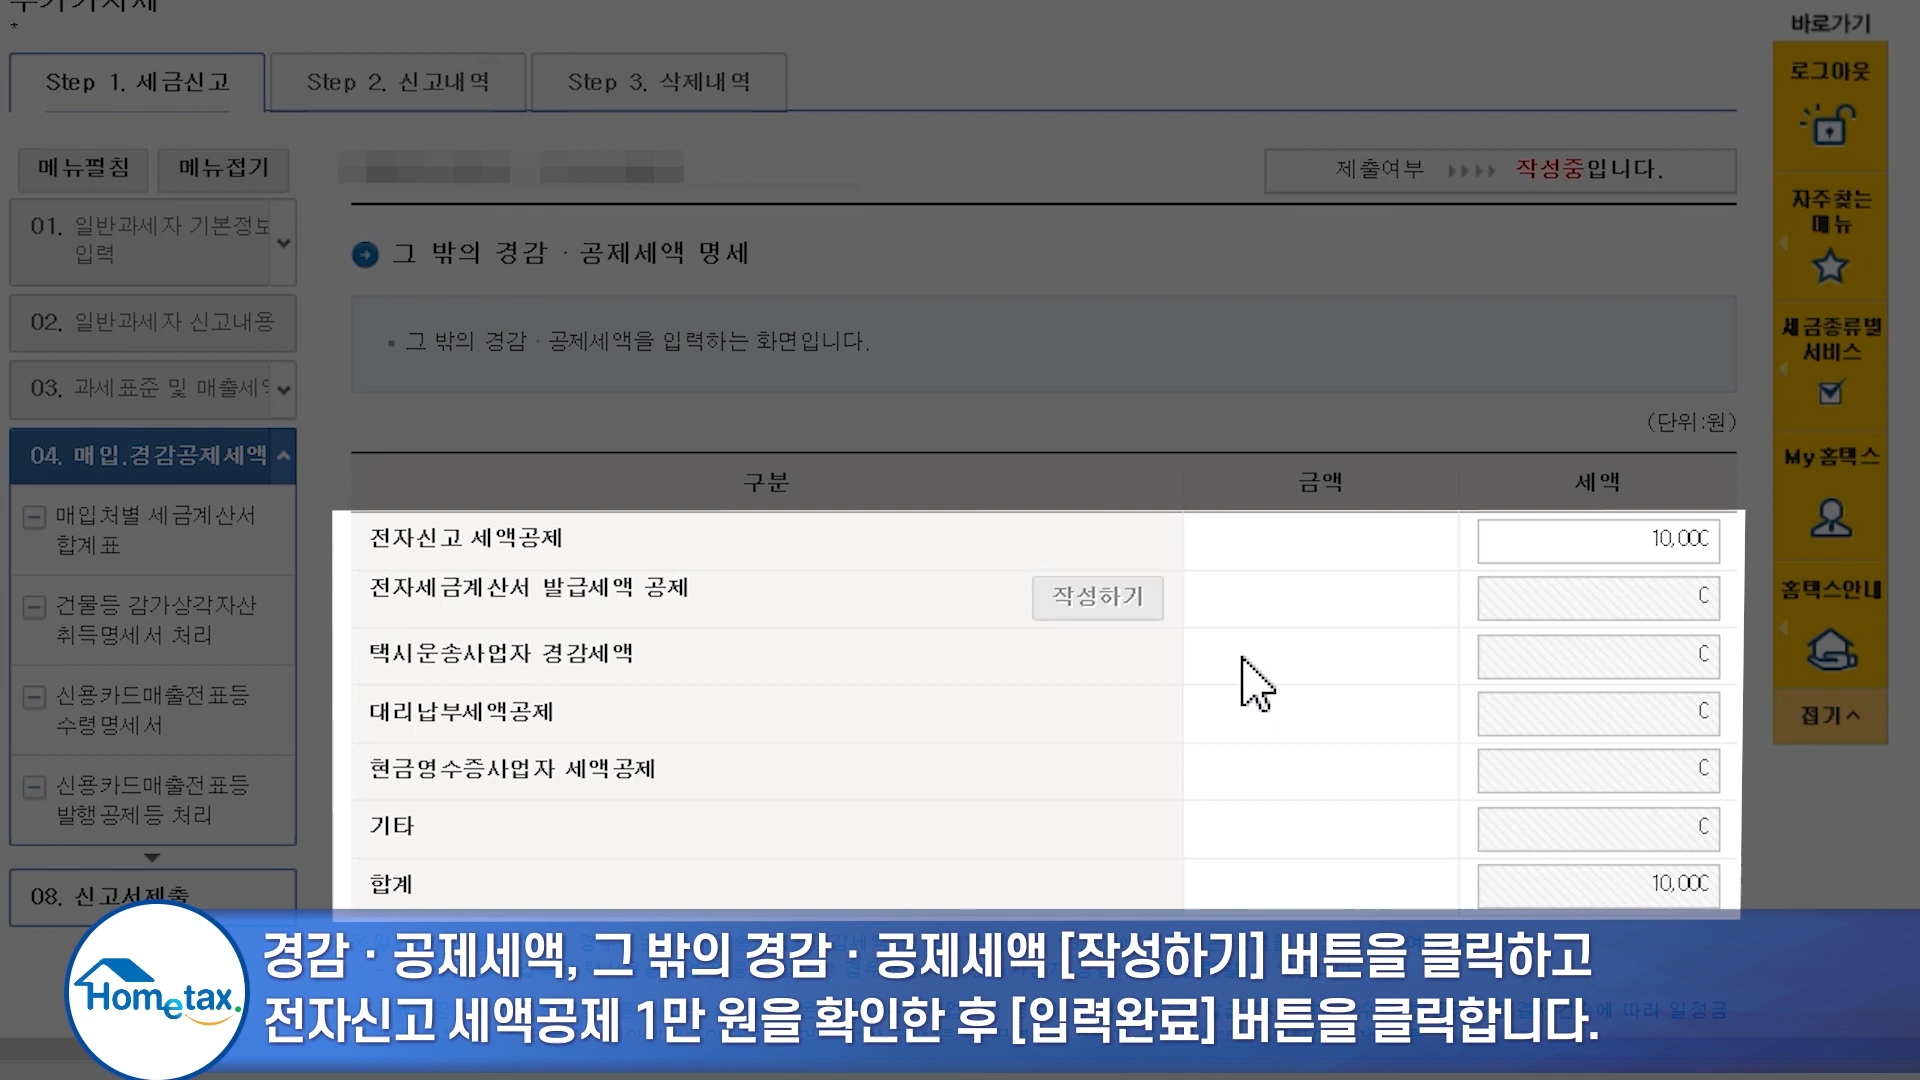 부가가치세
바로가기
Step 1. 세금신고
Step 2. 신고내역
Step 3. 삭제내역
로그아웃
메뉴펼침
메뉴접기
제출여부
작성중입니다.
자주찾는
메뉴
01. 일반과세자 기본정보
입력
그 밖의 경감 · 공제세액 명세
02. 일반과세자 신고내용
그 밖의 경감 · 공제세액을 입력하는 화면입니다.
세금종류별
서비스
03. 과세표준 및 매출세액
(단위:원)
04. 매입.경감공제세액
My홈택스
구분
금액
세액
매입처별 세금계산서
합계표
전자신고 세액공제
10,000
전자세금계산서 발급세액 공제
작성하기
0
홈택스안내
건물등 감가상각자산
취득명세서 처리
택시운송사업자 경감세액
0
신용카드매출전표등
수령명세서
대리납부세액공제
0
접기
현금영수증사업자 세액공제
0
신용카드매출전표등
발행공제등 처리
기타
0
합계
10,000
08. 신고서제출
Hometax.
경감 · 공제세액, 그 밖의 경감 · 공제세액 [작성하기] 버튼을 클릭하고
전자신고 세액공제 1만 원을 확인한 후 [입력완료] 버튼을 클릭합니다.